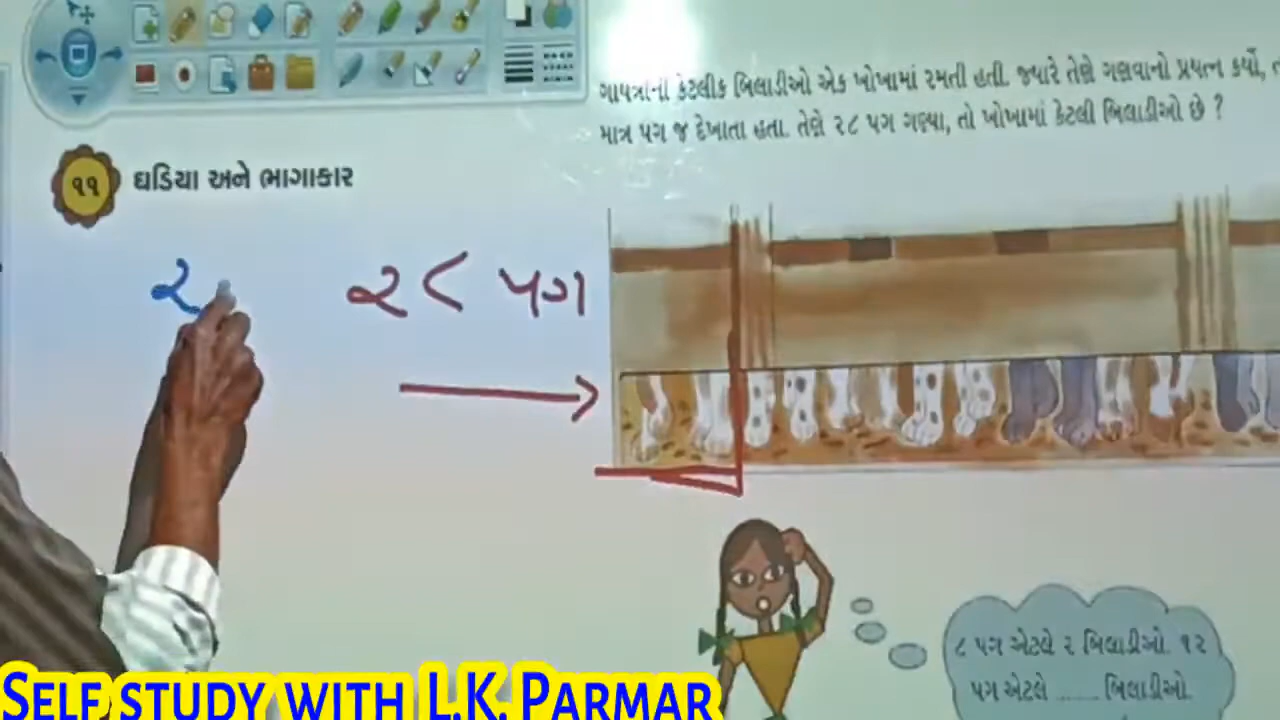 ગાયત્રીની કેટલીક બિલાડીઓ એક ખોખામાં રમતી હતી. જ્યારે તેણે ગણવાનો પ્રયત્ન કર્યો,
માત્ર પગ જ દેખાતા હતા. તેણે ૨૮ પગ ગણ્યા, તો ખોખામાં કેટલી બિલાડીઓ છે ?
૧૧ ઘડિયા અને ભાગાકાર
૨
૨૮ પગ
૮ પગ એટલે ૨ બિલાડીઓ. ૧૨
પગ એટલે ...... બિલાડીઓ.
SELF STUDY WITH L.K. PARMAR